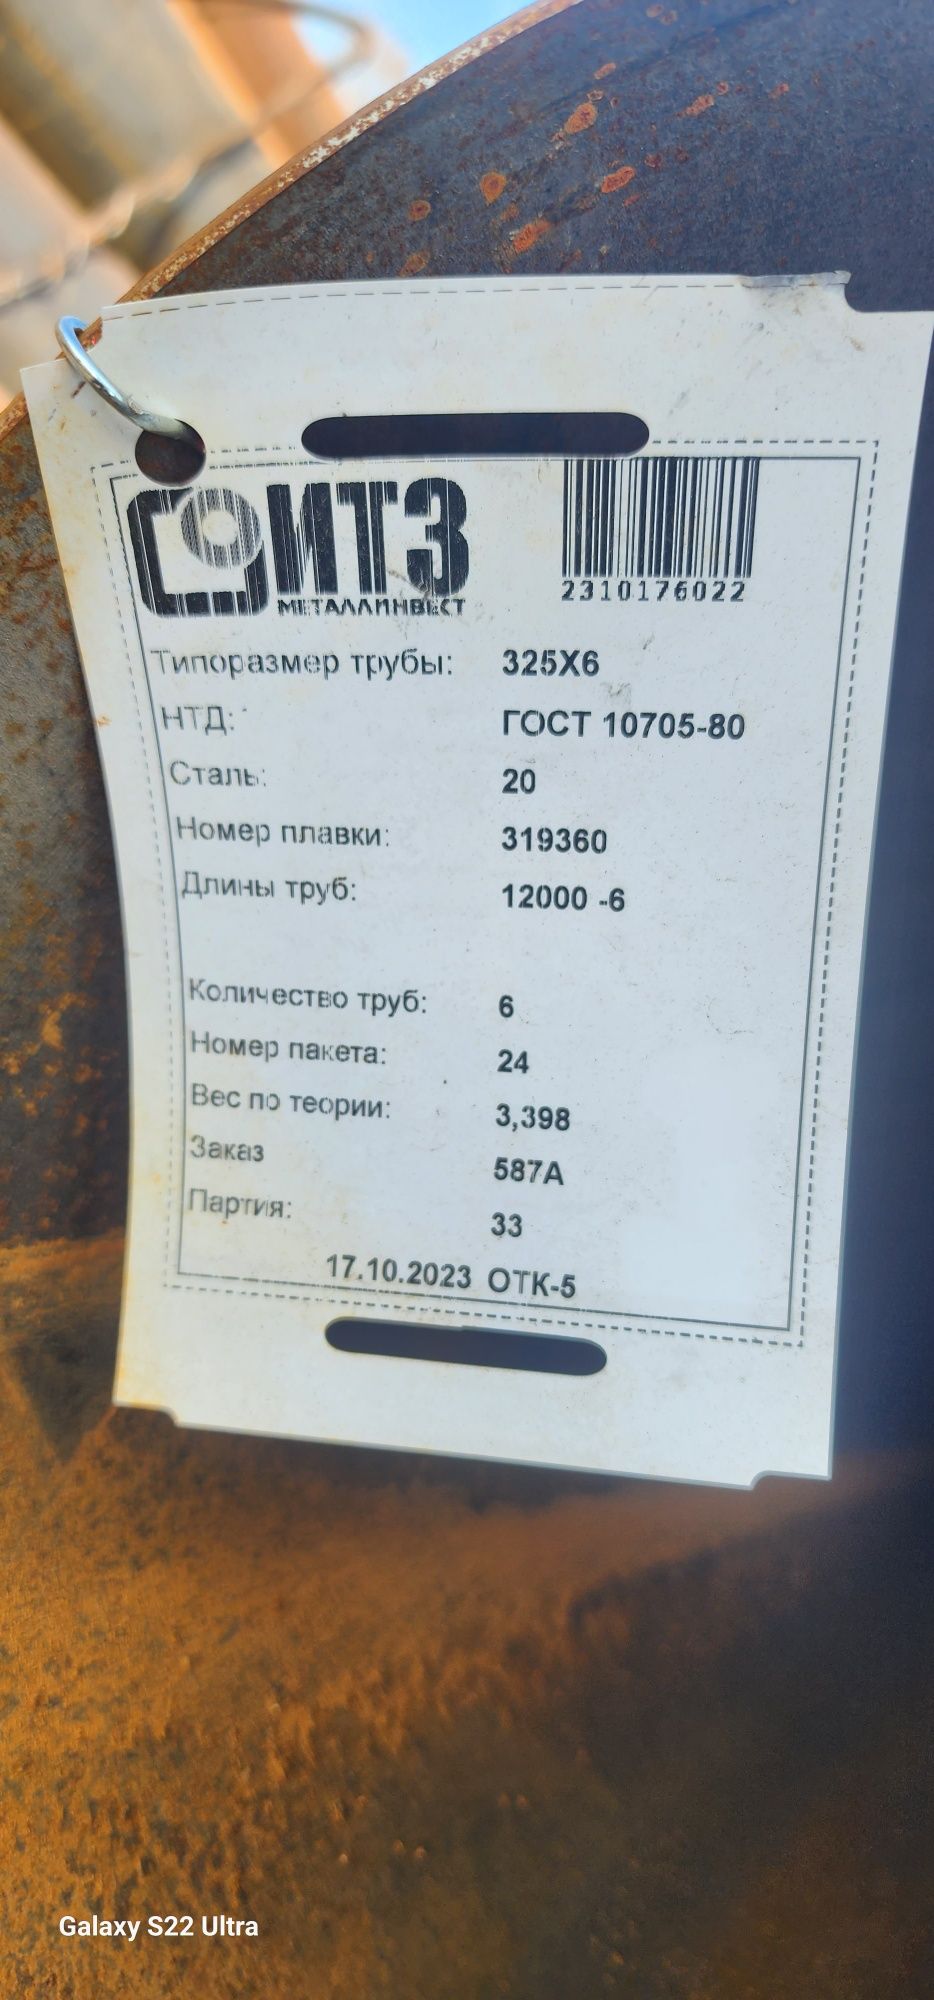 ИТЗ
МЕТАЛЛИНВЕСТ
2310176022
Типоразмер трубы: 325X6
НТД: ГОСТ 10705-80
Сталь: 20
Номер плавки: 319360
Длины труб: 12000 -6
Количество труб: 6
Номер пакета: 24
Вес по теории: 3,398
Заказ 587А
Партия: 33
17.10.2023 ОТК-5
Galaxy S22 Ultra